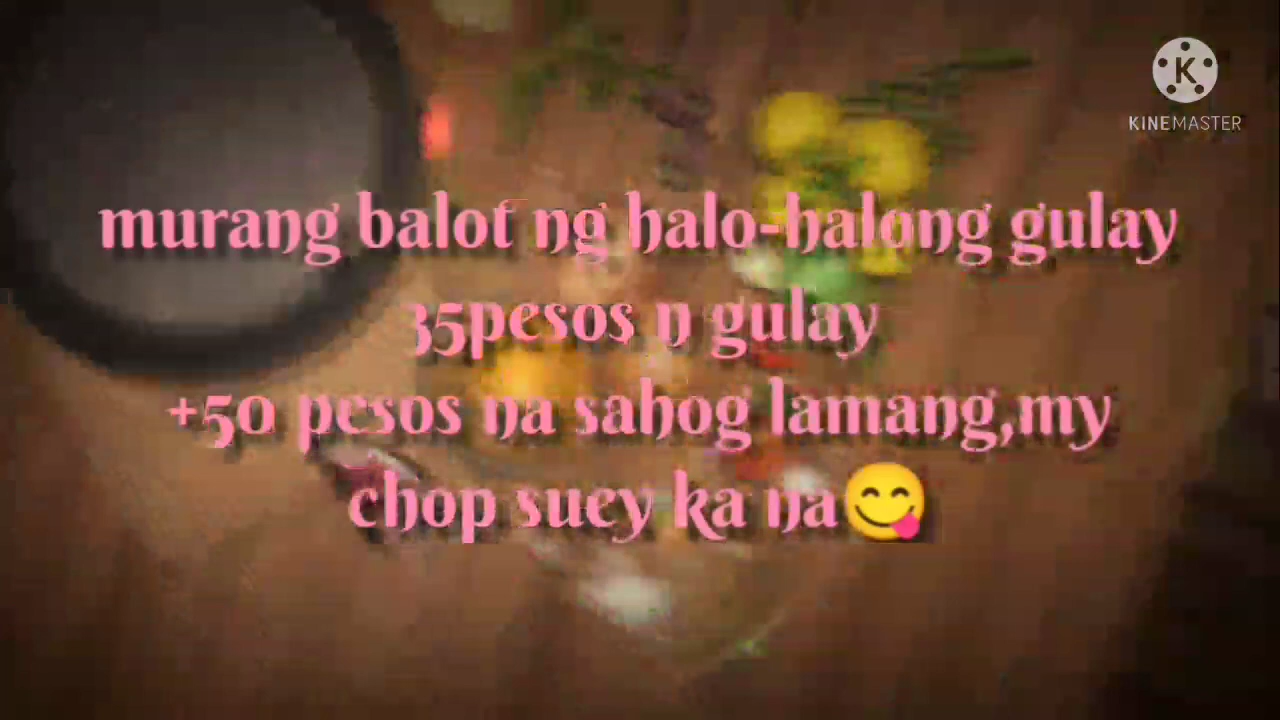 KINEMASTER
murang balot ng halo-halong gulay
35pesos n gulay
+50 pesos na sahog lamang,my
chop suey ka na😋